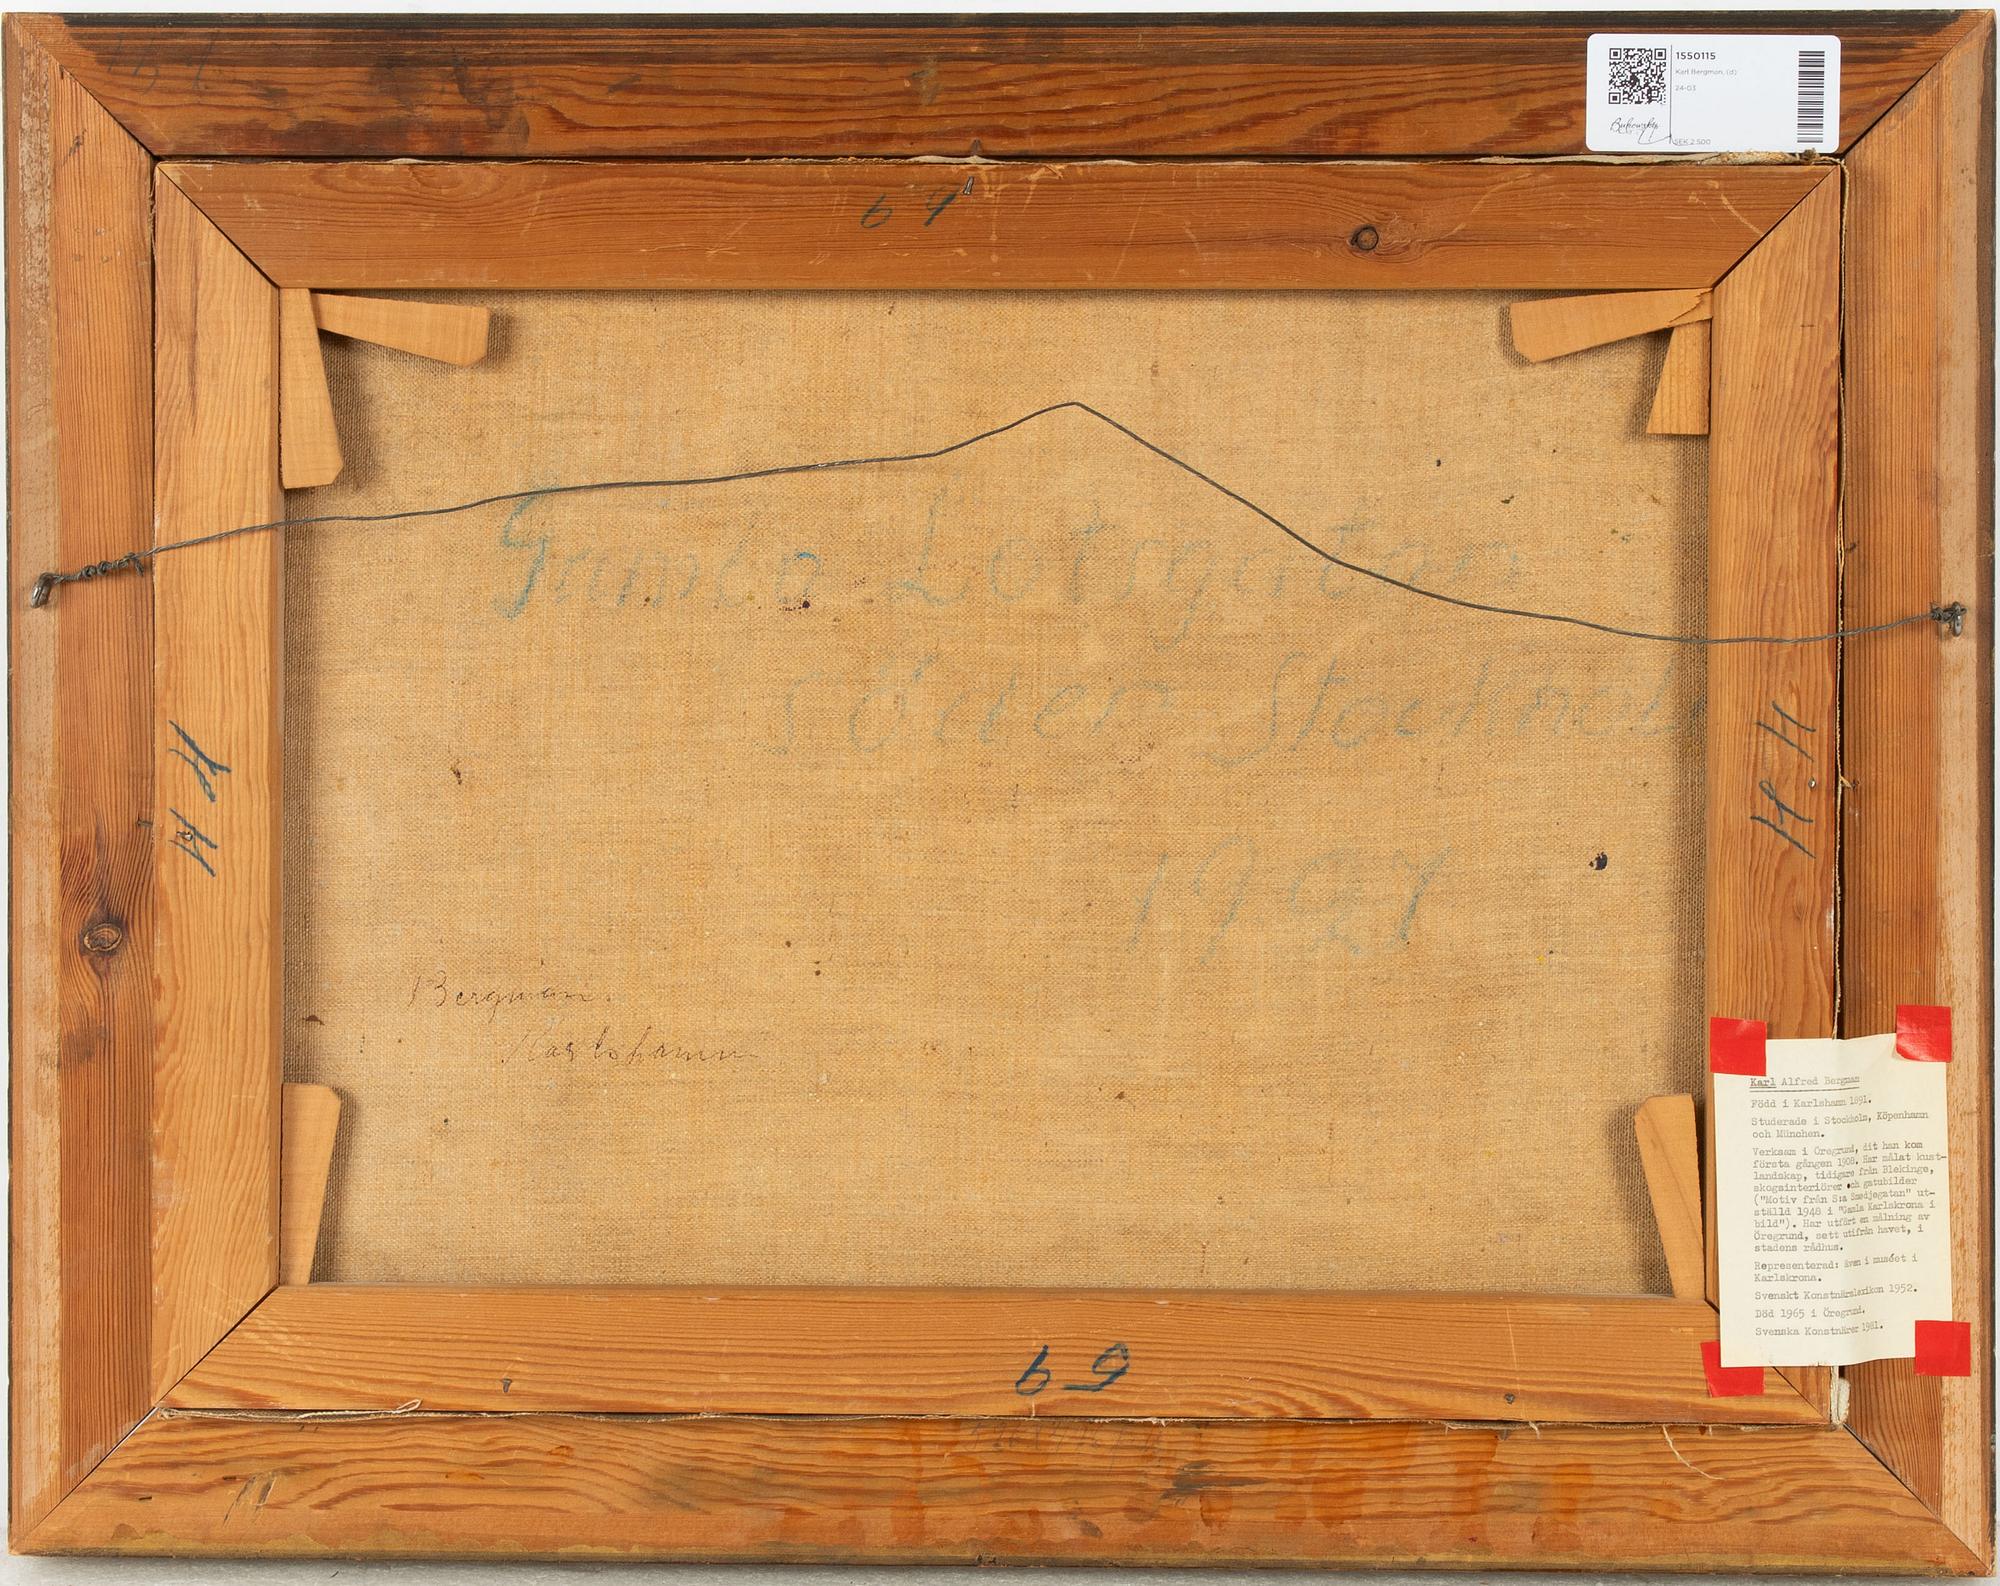 1550115
Karl Bergman, (d)
24-03
Bukowskis
SEK 2 500
Lotsgatan
söder Stockholm
1927
Bergman.
Karlshamn
44
44
59
Karl Alfred Bergman
Född i Karlshamn 1891.
Studerade i Stockholm, Köpenhamn
och München.
Verksam i Öregrund, dit han kom
första gången 1908. Har målat kust-
landskap, tidigare från Blekinge,
skogsinteriörer och gatubilder
("Motiv från S:a Smedjegatan" ut-
ställd 1948 i "Gamla Karlskrona i
bild"). Har utfört en målning av
Öregrund, sett utifrån havet, i
stadens rådhus.
Representerad: Även i muséet i
Karlskrona.
Svenskt Konstnärslexikon 1952.
Död 1965 i Öregrund.
Svenska Konstnärer 1981.